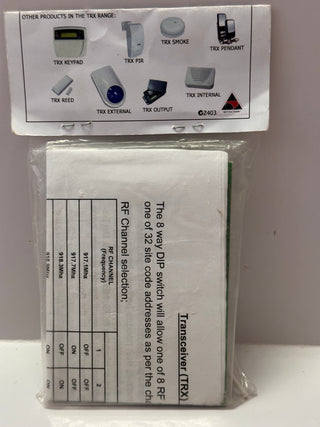 OTHER PRODUCTS IN THE TRX RANGE:
TRX KEYPAD
TRX PIR
TRX SMOKE
TRX PENDANT
TRX REED
TRX EXTERNAL
TRX OUTPUT
TRX INTERNAL
Z403
Transceiver (TRX)
The 8 way DIP switch will allow one of 8 RF
one of 32 site code addresses as per the cha
RF Channel selection:
RF CHANNEL
(Frequency)
1
2
917.1Mhz
OFF
OFF
917.7Mhz
ON
OFF
918.3Mhz
OFF
ON
ON
ON